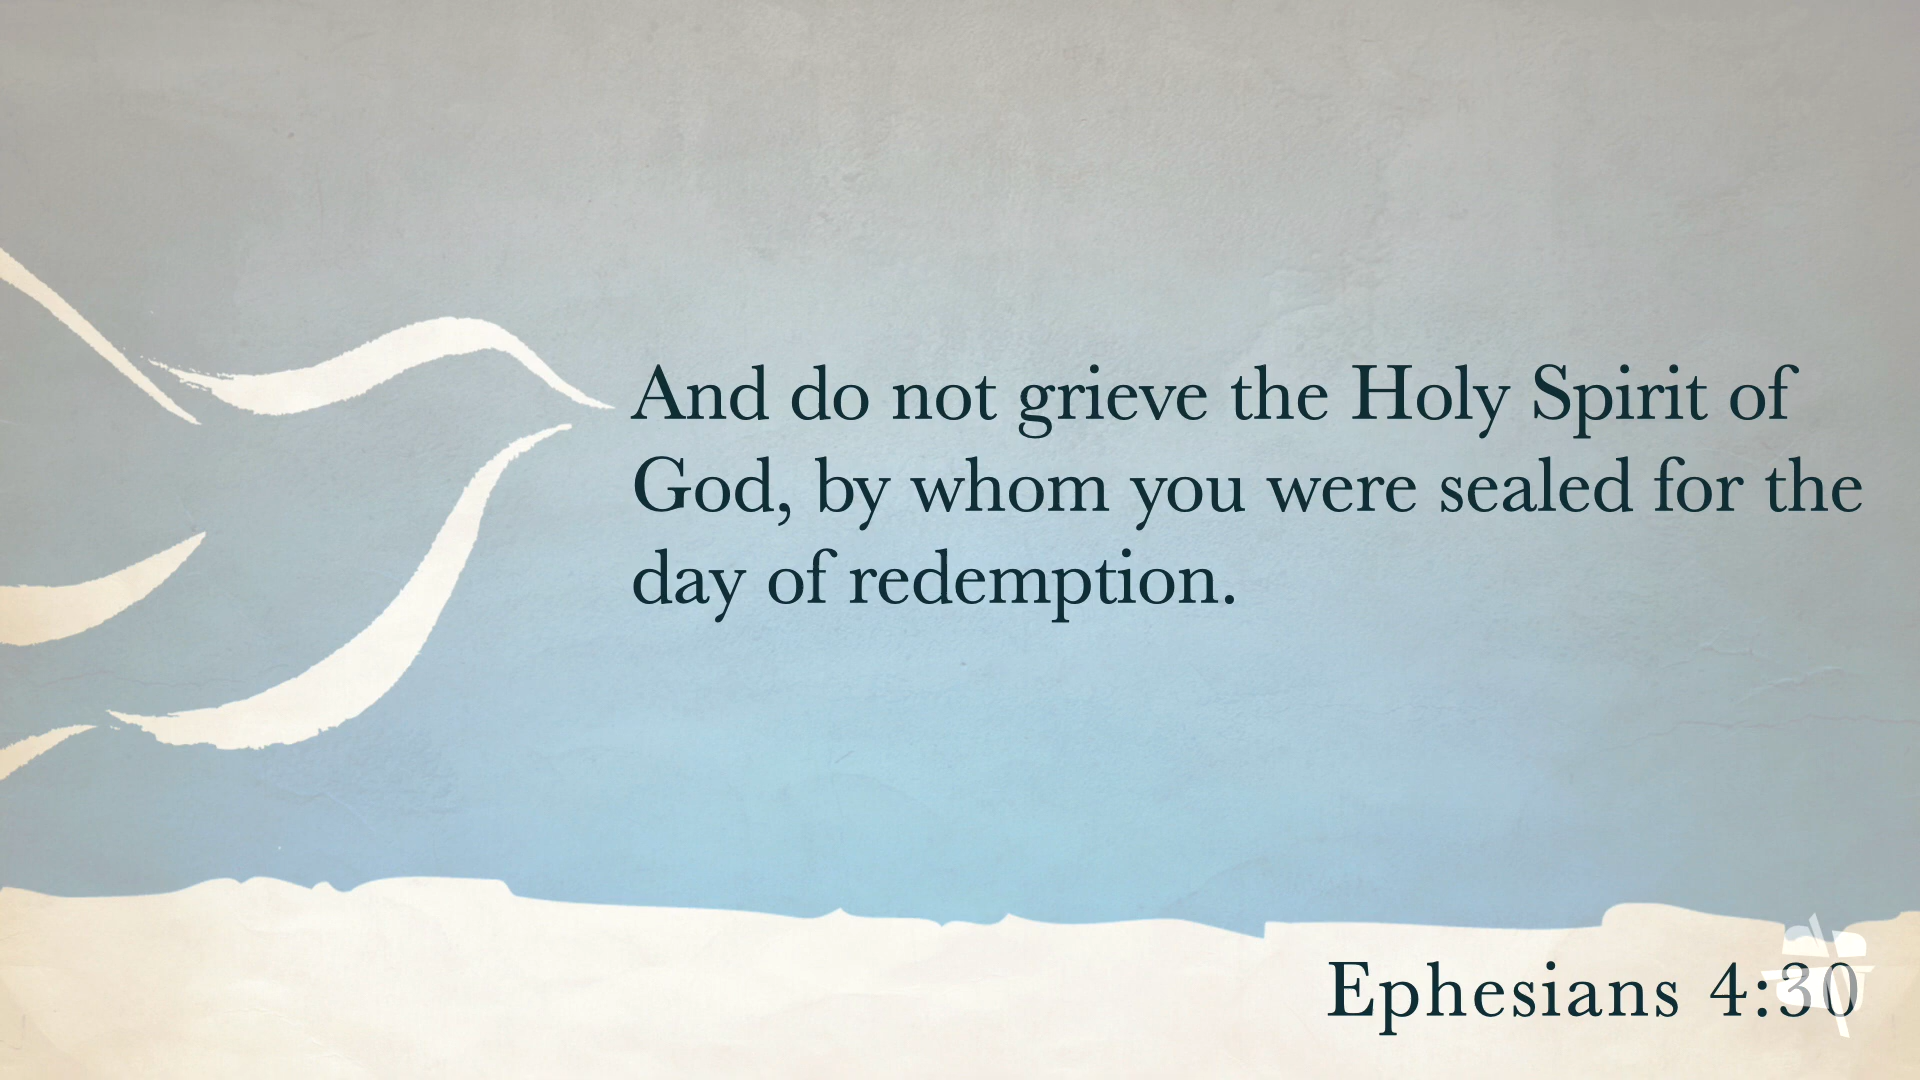 And do not grieve the Holy Spirit of
God, by whom you were sealed for the
day of redemption.
Ephesians 4:30